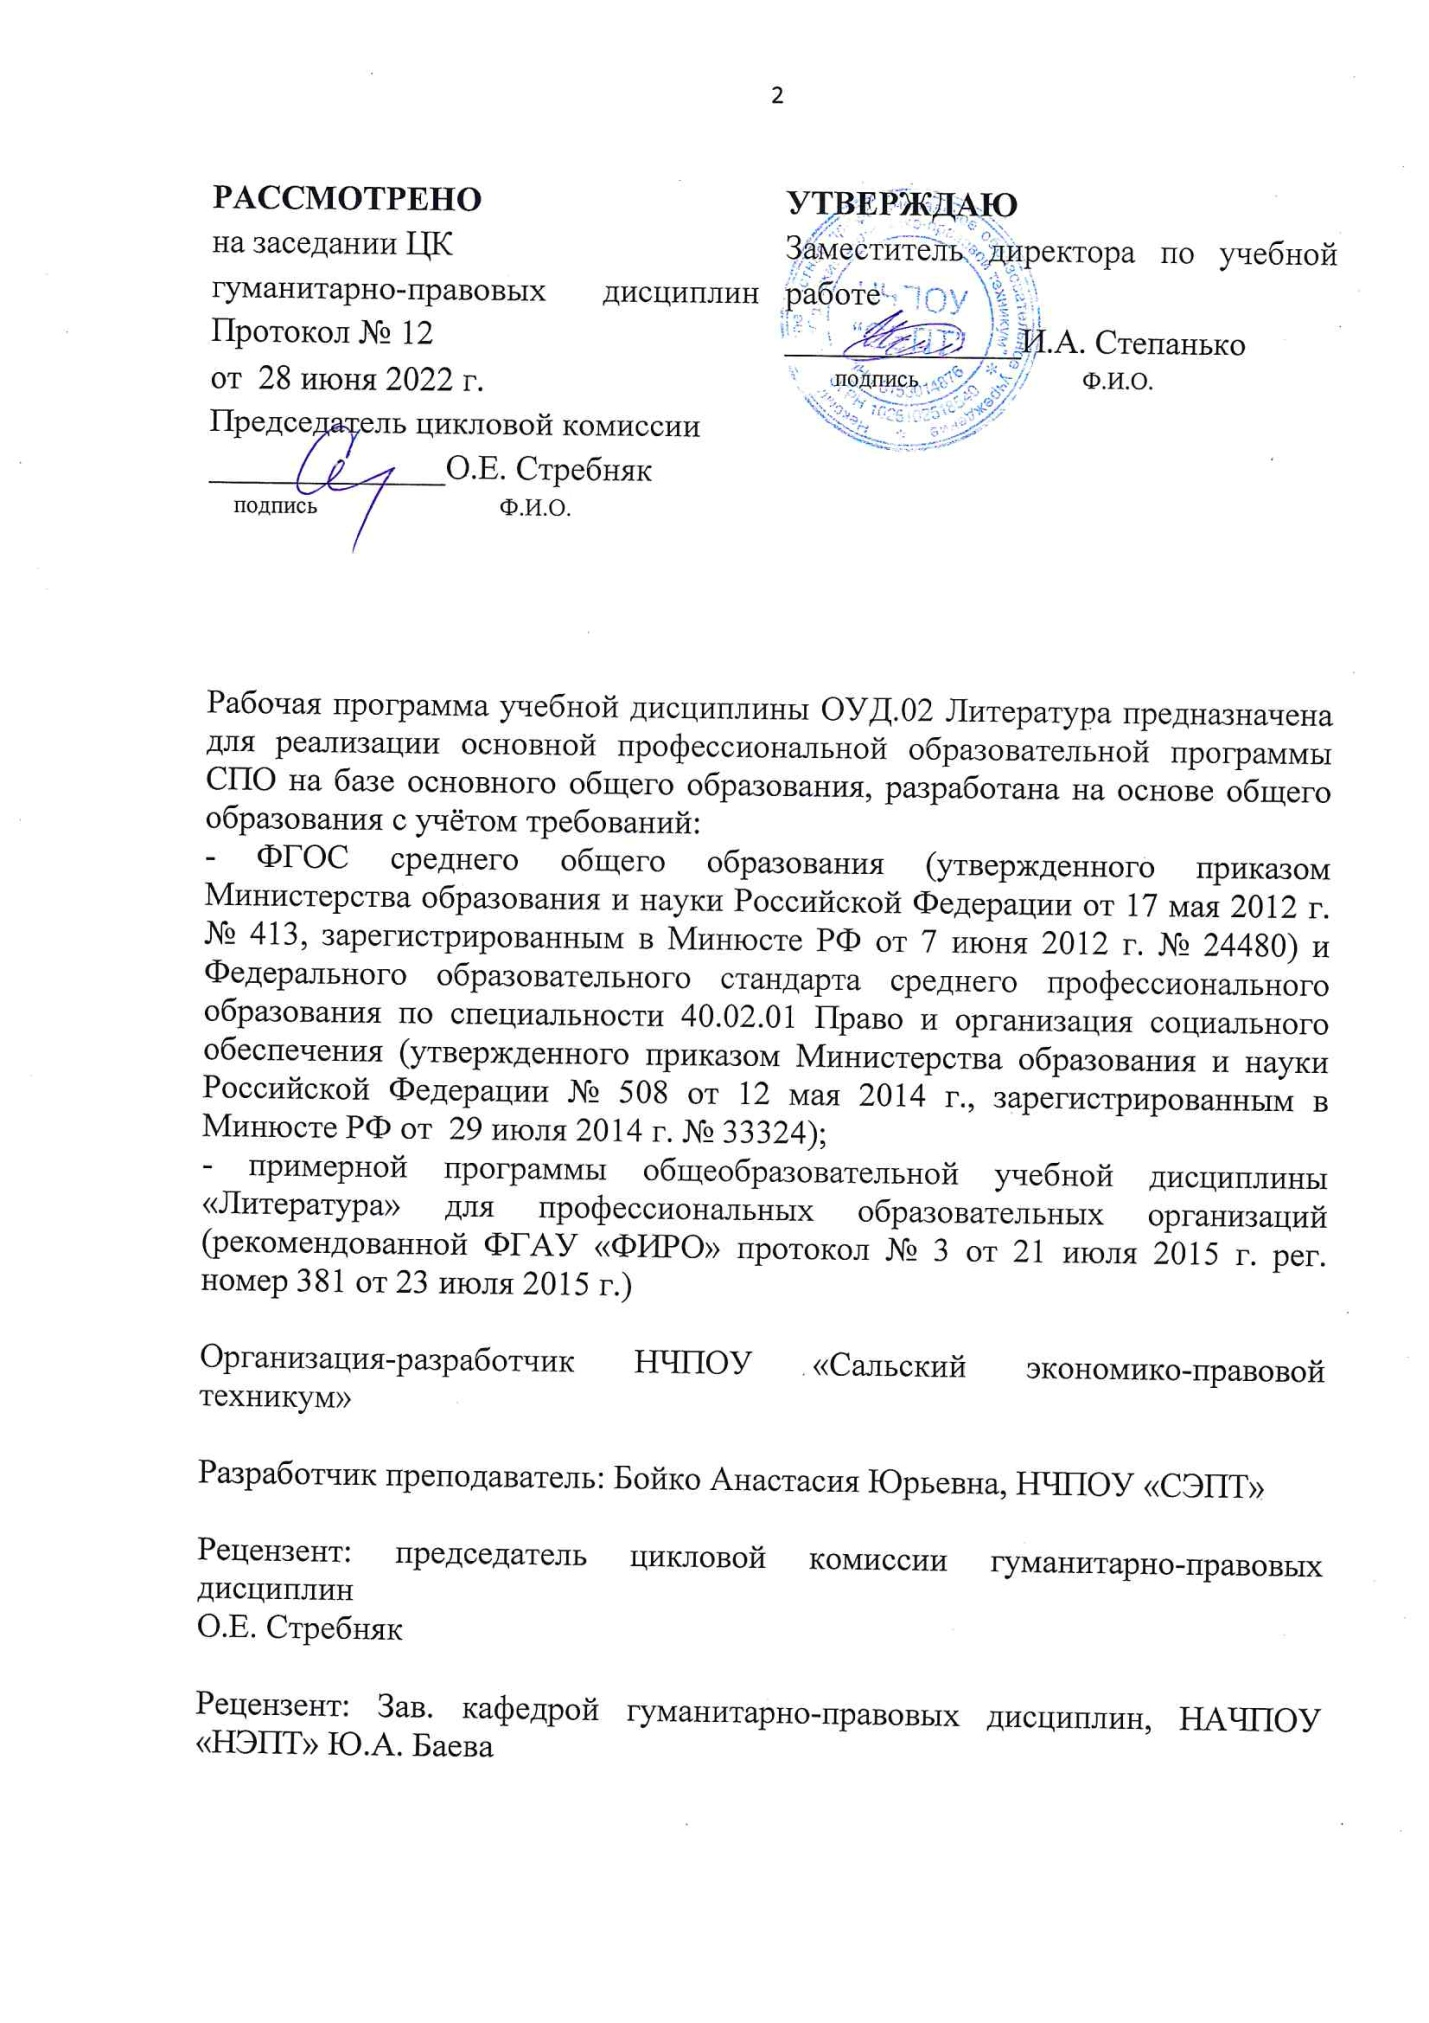 2
РАССМОТРЕНО
на заседании ЦК
гуманитарно-правовых дисциплин
Протокол № 12
от 28 июня 2022 г.
Председатель цикловой комиссии
О.Е. Стребняк
подпись Ф.И.О.
УТВЕРЖДАЮ
Заместитель директора по учебной
работе
И.А. Степанько
подпись Ф.И.О.
Рабочая программа учебной дисциплины ОУД.02 Литература предназначена
для реализации основной профессиональной образовательной программы
СПО на базе основного общего образования, разработана на основе общего
образования с учётом требований:
- ФГОС среднего общего образования (утвержденного приказом
Министерства образования и науки Российской Федерации от 17 мая 2012 г.
№ 413, зарегистрированным в Минюсте РФ от 7 июня 2012 г. № 24480) и
Федерального образовательного стандарта среднего профессионального
образования по специальности 40.02.01 Право и организация социального
обеспечения (утвержденного приказом Министерства образования и науки
Российской Федерации № 508 от 12 мая 2014 г., зарегистрированным в
Минюсте РФ от 29 июля 2014 г. № 33324);
- примерной программы общеобразовательной учебной дисциплины
«Литература» для профессиональных образовательных организаций
(рекомендованной ФГАУ «ФИРО» протокол № 3 от 21 июля 2015 г. рег.
номер 381 от 23 июля 2015 г.)
Организация-разработчик НЧПОУ «Сальский экономико-правовой
техникум»
Разработчик преподаватель: Бойко Анастасия Юрьевна, НЧПОУ «СЭПТ»
Рецензент: председатель цикловой комиссии гуманитарно-правовых
дисциплин
О.Е. Стребняк
Рецензент: Зав. кафедрой гуманитарно-правовых дисциплин, НАЧПОУ
«НЭПТ» Ю.А. Баева